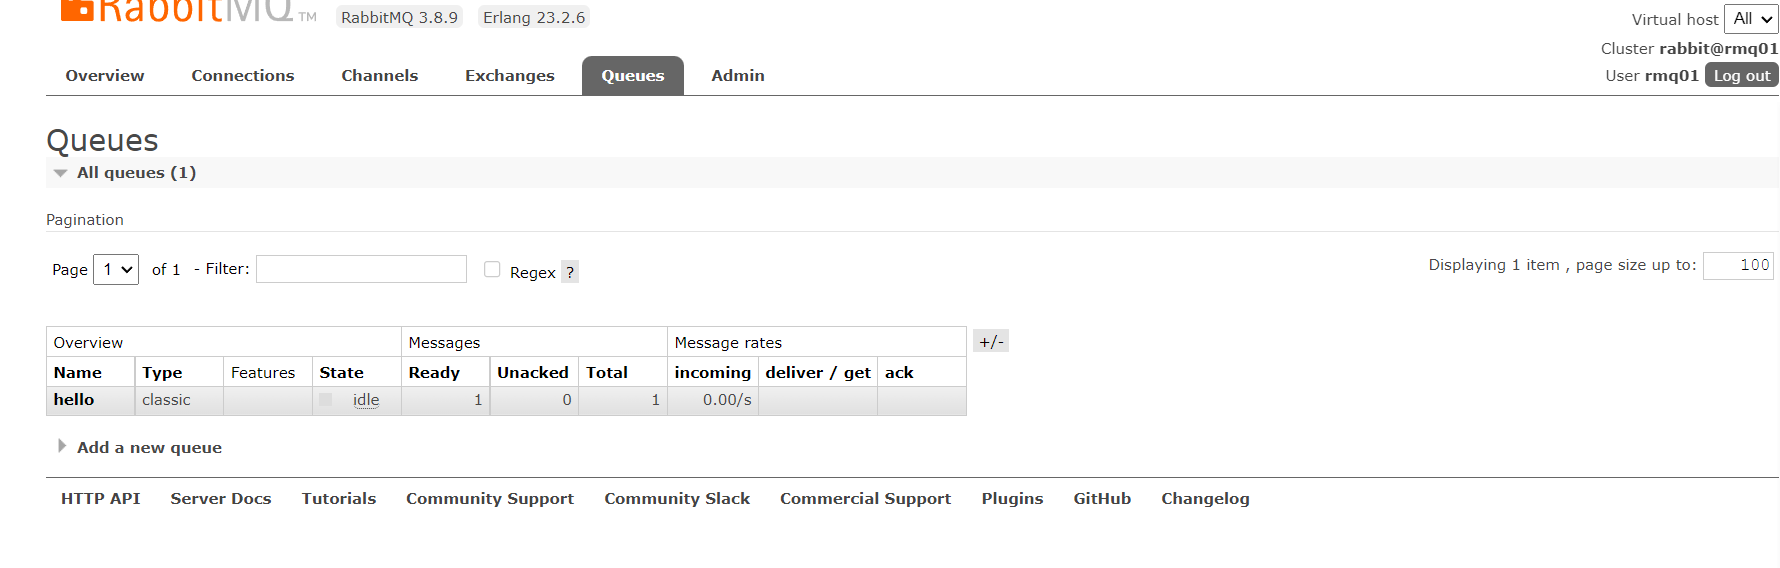 RabbitMQ TM RabbitMQ 3.8.9 Erlang 23.2.6
Virtual host All
Cluster rabbit@rmq01
User rmq01 Log out
Overview Connections Channels Exchanges Queues Admin
Queues
All queues (1)
Pagination
Page 1 of 1 - Filter: Regex ?
Displaying 1 item , page size up to: 100
Overview Messages Message rates +/-
Name Type Features State Ready Unacked Total incoming deliver / get ack
hello classic idle 1 0 1 0.00/s
Add a new queue
HTTP API Server Docs Tutorials Community Support Community Slack Commercial Support Plugins GitHub Changelog